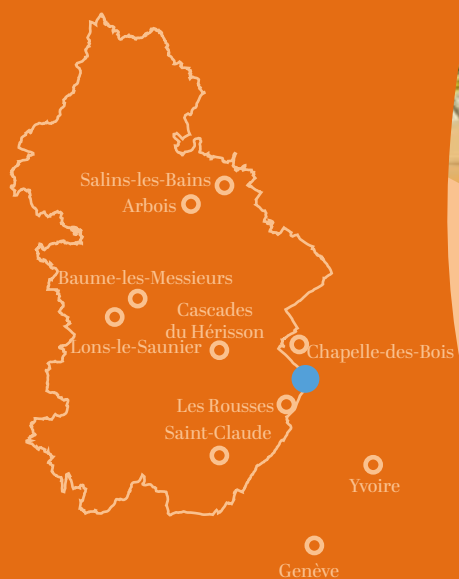 Salins-les-Bains
Arbois
Baume-les-Messieurs
Cascades
du Hérisson
Lons-le-Saunier
Chapelle-des-Bois
Les Rousses
Saint-Claude
Yvoire
Genève